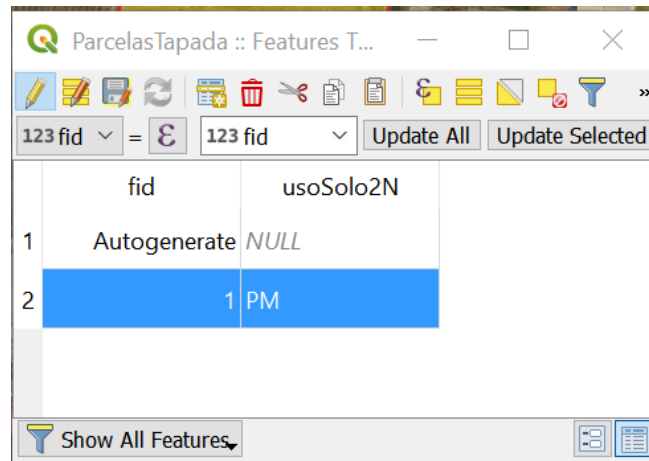 ParcelasTapada :: Features T...
123 fid = ε 123 fid Update All Update Selected
fid usoSolo2N
1 Autogenerate NULL
2 1 PM
Show All Features